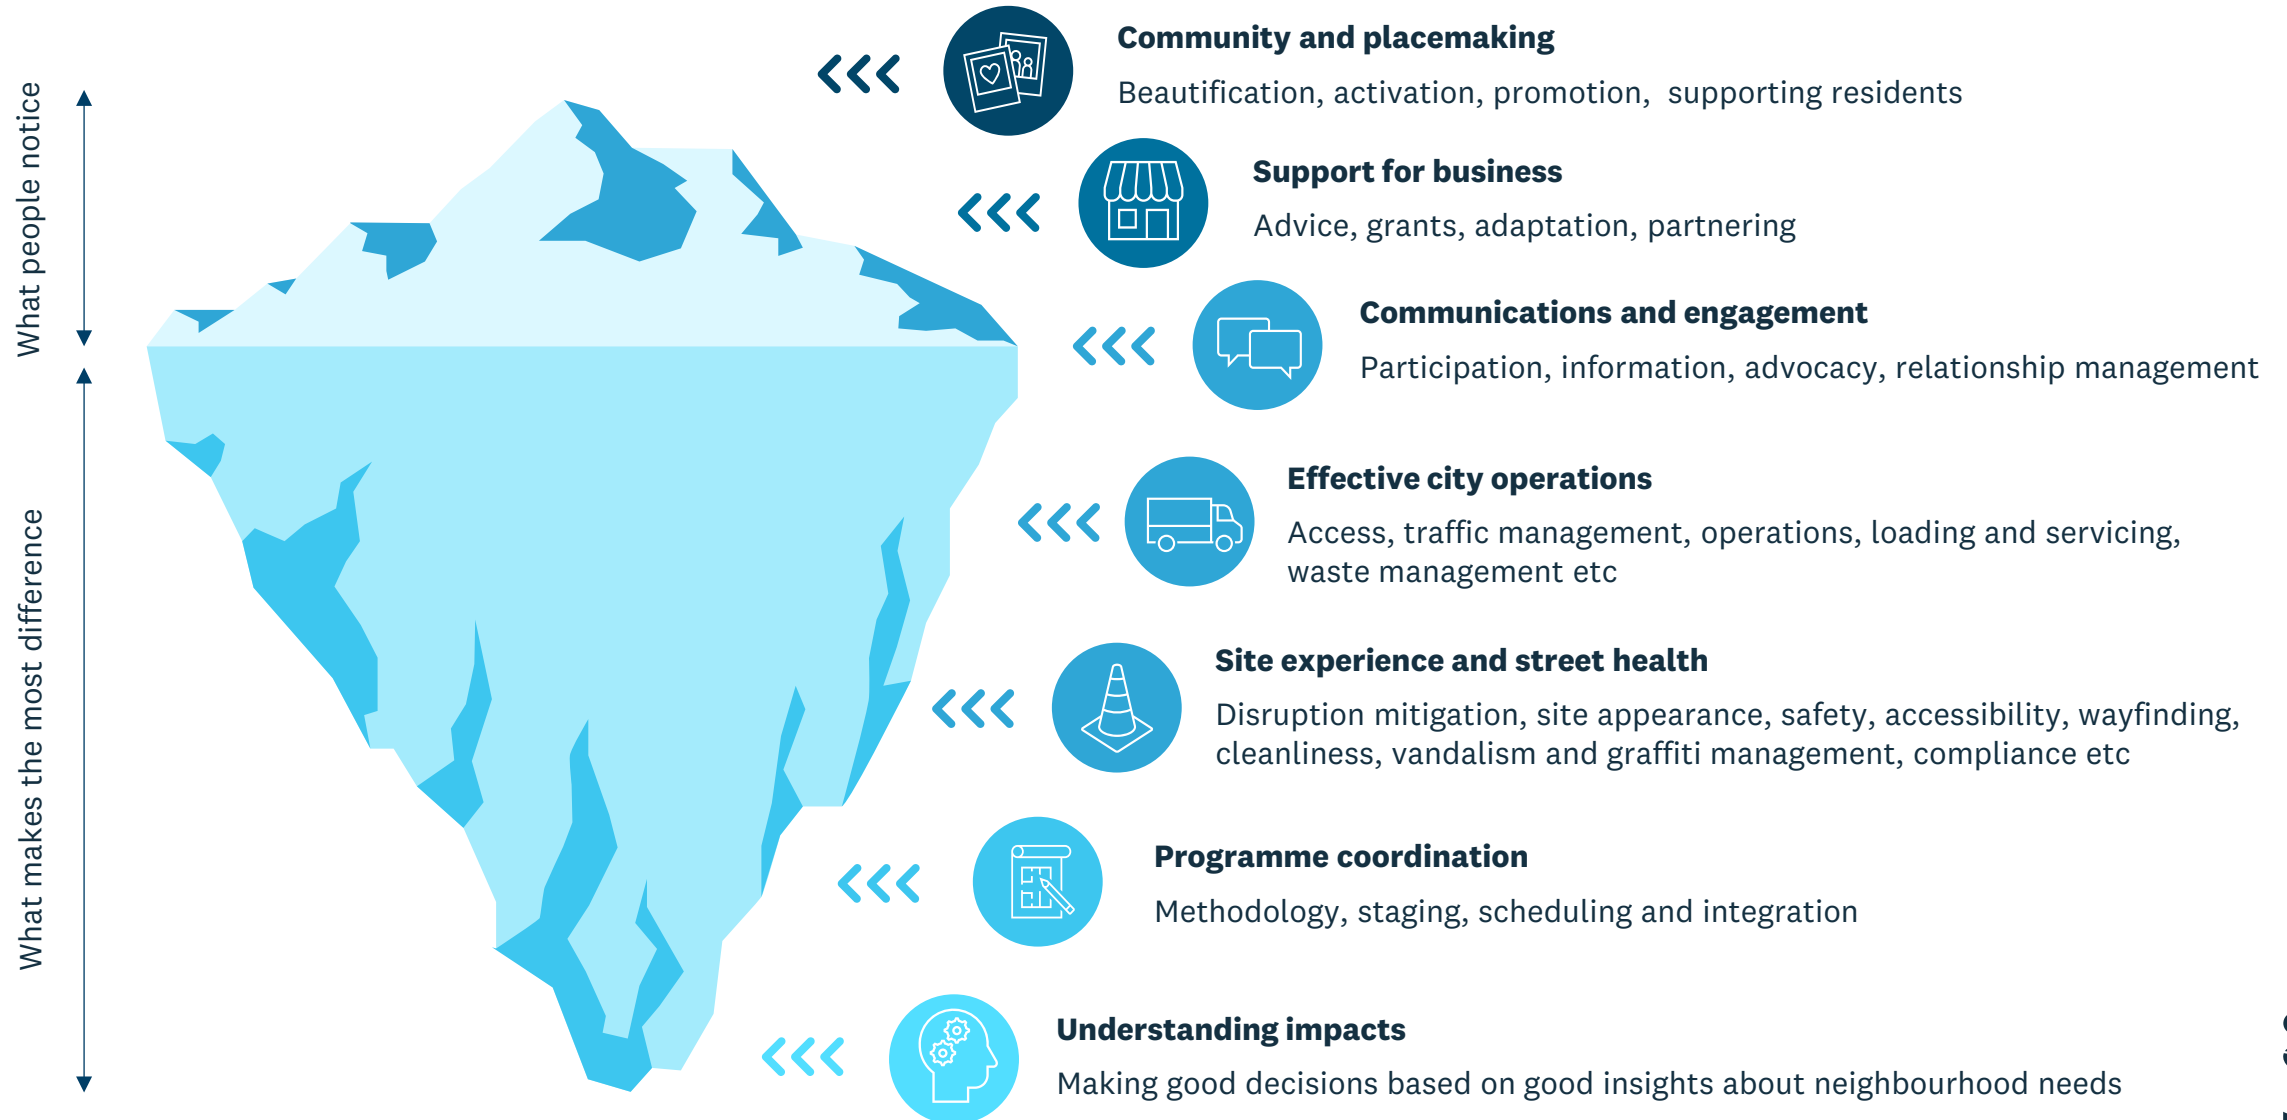 What people notice
What makes the most difference
Community and placemaking
Beautification, activation, promotion,  supporting residents
Support for business
Advice, grants, adaptation, partnering
Communications and engagement
Participation, information, advocacy, relationship management
Effective city operations
Access, traffic management, operations, loading and servicing,
waste management etc
Site experience and street health
Disruption mitigation, site appearance, safety, accessibility, wayfinding,
cleanliness, vandalism and graffiti management, compliance etc
Programme coordination
Methodology, staging, scheduling and integration
Understanding impacts
Making good decisions based on good insights about neighbourhood needs